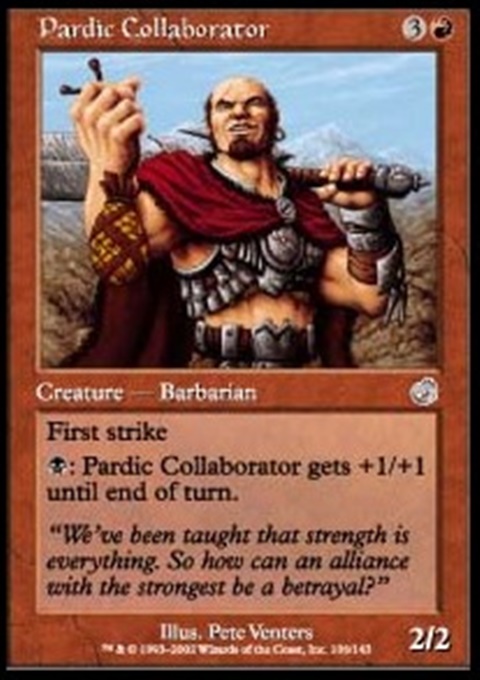 Pardic Collaborator 3
Creature — Barbarian
First strike
: Pardic Collaborator gets +1/+1
until end of turn.
“We’ve been taught that strength is
everything. So how can an alliance
with the strongest be a betrayal?”
Illus. Pete Venters
™ & © 1993–2002 Wizards of the Coast, Inc. /143
2/2